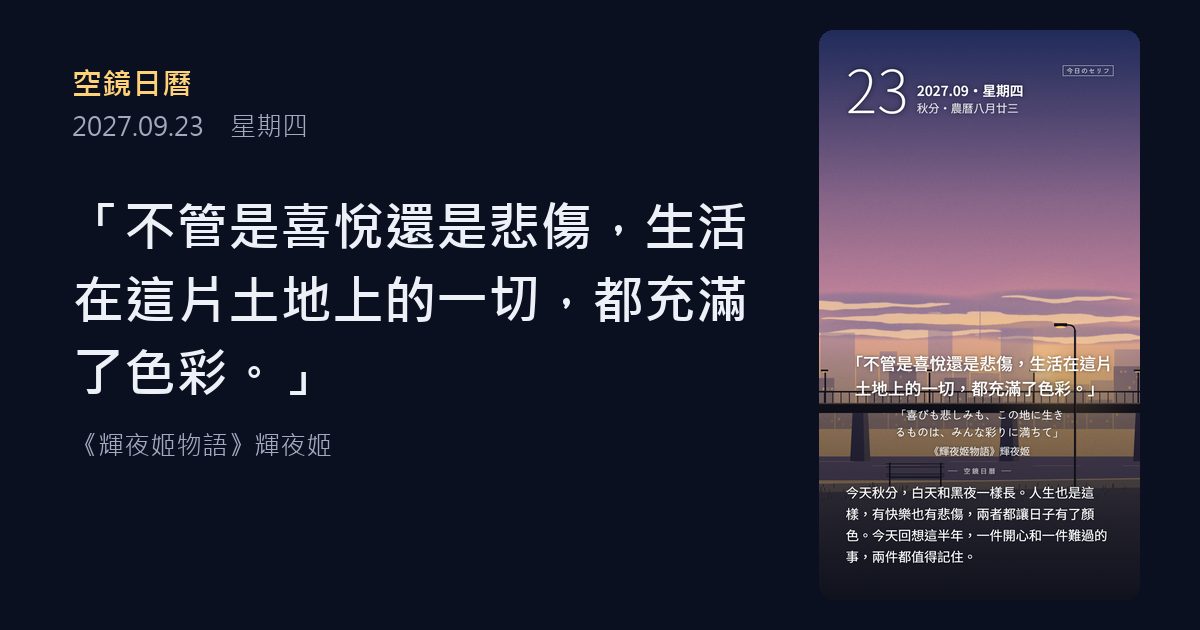 空鏡日曆
2027.09.23　星期四
「不管是喜悅還是悲傷，生活
在這片土地上的一切，都充滿
了色彩。」
《輝夜姬物語》輝夜姬
23
2027.09・星期四
秋分・農曆八月廿三
今日のセリフ
「不管是喜悅還是悲傷，生活在這片
土地上的一切，都充滿了色彩。」
「喜びも悲しみも、この地に生き
るものは、みんな彩りに満ちて」
《輝夜姬物語》輝夜姬
— 空鏡日曆 —
今天秋分，白天和黑夜一樣長。人生也是這
樣，有快樂也有悲傷，兩者都讓日子有了顏
色。今天回想這半年，一件開心和一件難過的
事，兩件都值得記住。